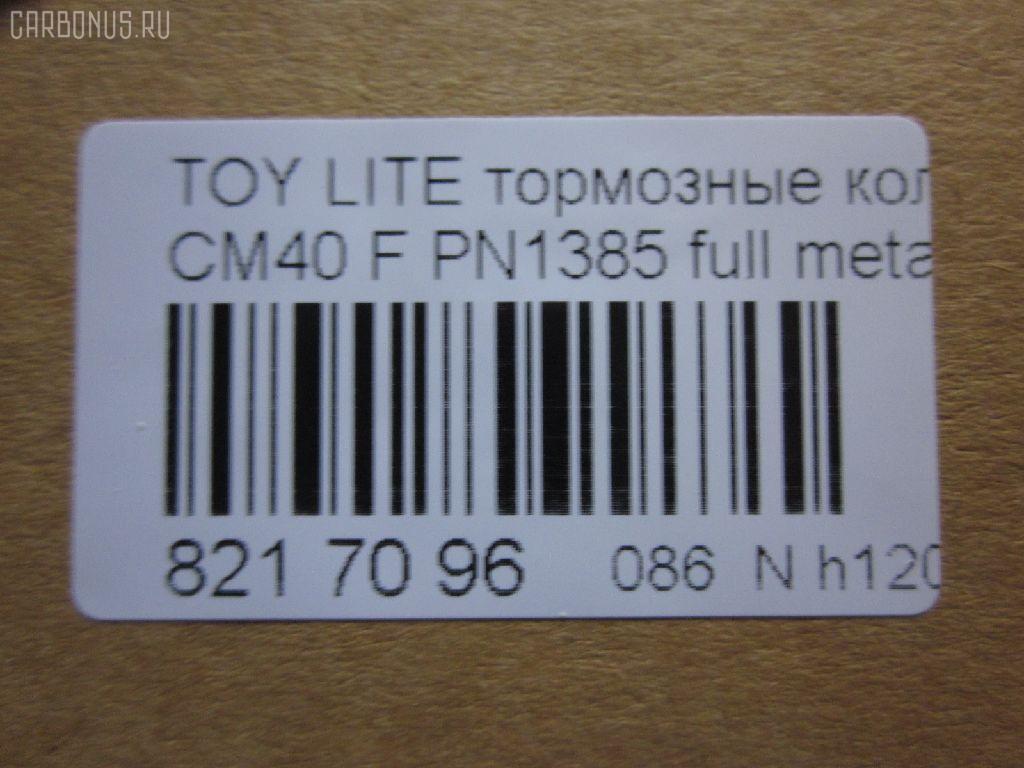 CARBONUS.RU
TOY LITE тормозные кол
CM40 F PN1385 full meta
821 70 96 086 N h120